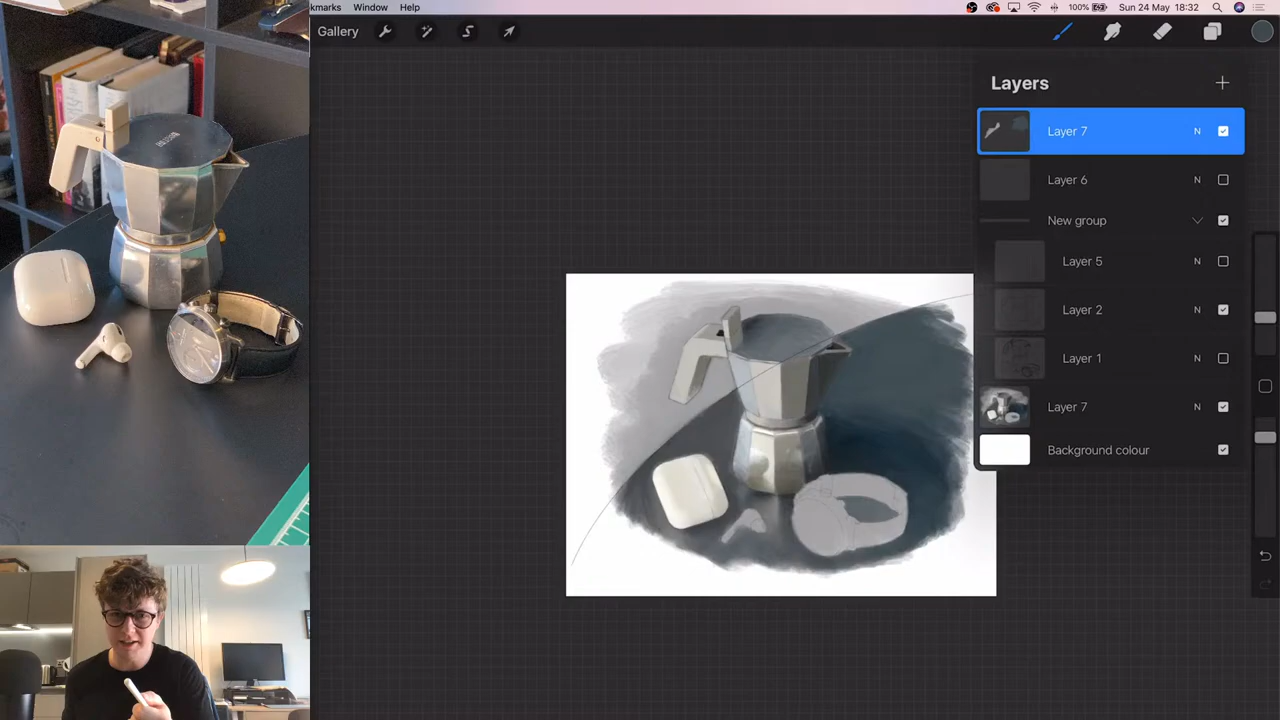 kmarks Window Help
100% Sun 24 May 18:32
Gallery
Layers
Layer 7 N
Layer 6 N
New group
Layer 5 N
Layer 2 N
Layer 1 N
Layer 7 N
Background colour